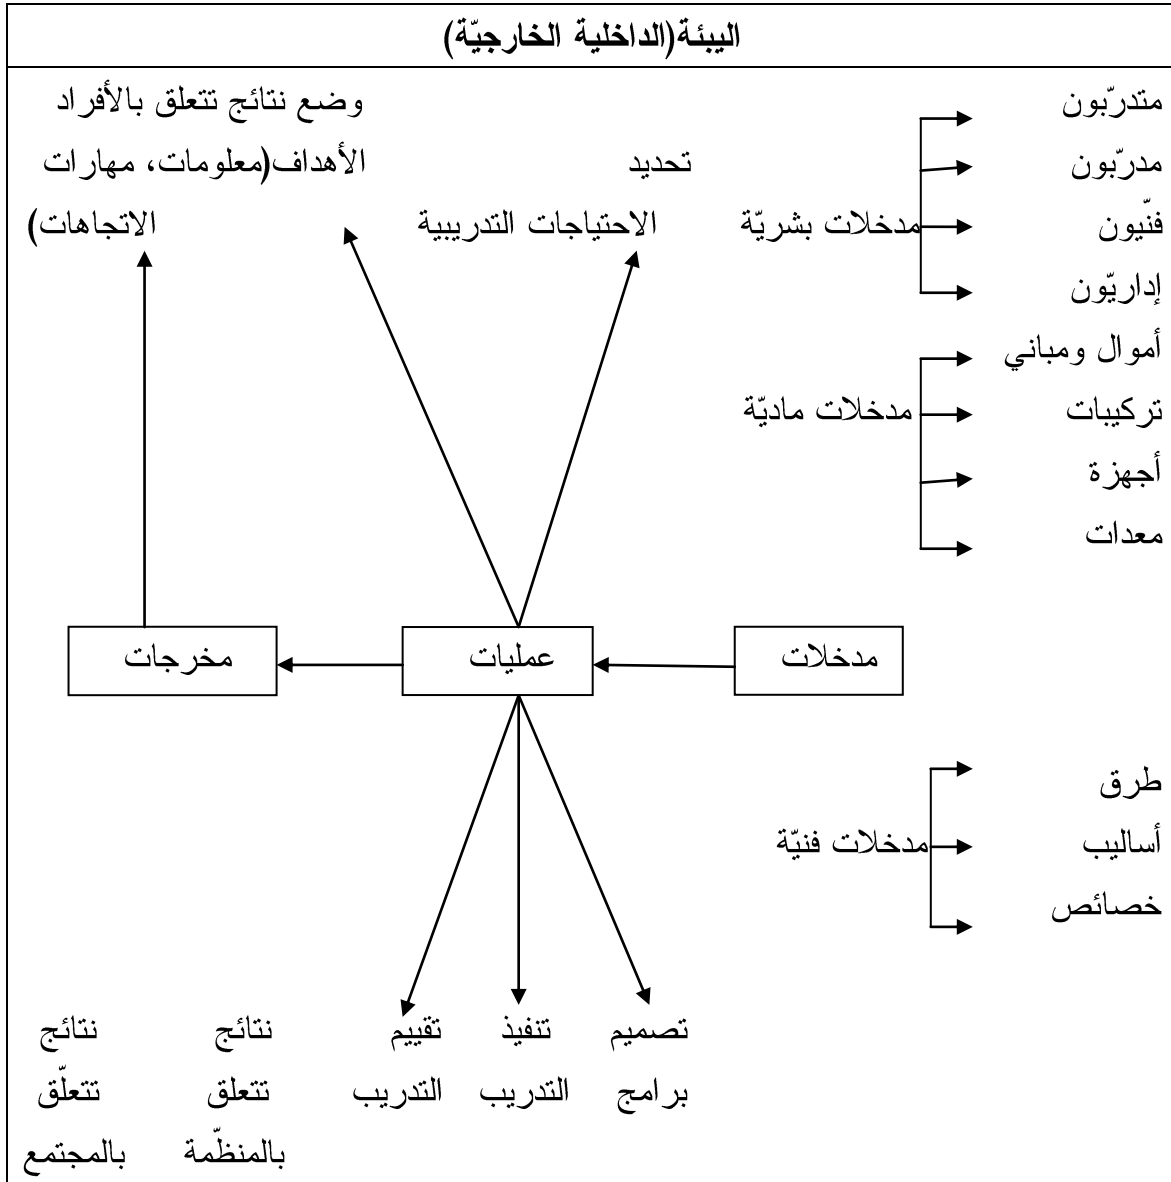 اليبئة(الداخلية الخارجيّة)
وضع نتائج تتعلق بالأفراد
متدرّبون
الأهداف(معلومات، مهارات
تحديد
مدرّبون
الاتجاهات)
الاحتياجات التدريبية
مدخلات بشريّة
فنّيون
إداريّون
أموال ومباني
مدخلات ماديّة
تركيبات
أجهزة
معدات
مدخلات
عمليات
مخرجات
طرق
مدخلات فنيّة
أساليب
خصائص
تصميم
برامج
تنفيذ
التدريب
تقييم
التدريب
نتائج
تتعلق
بالمنظّمة
نتائج
تتعلّق
بالمجتمع